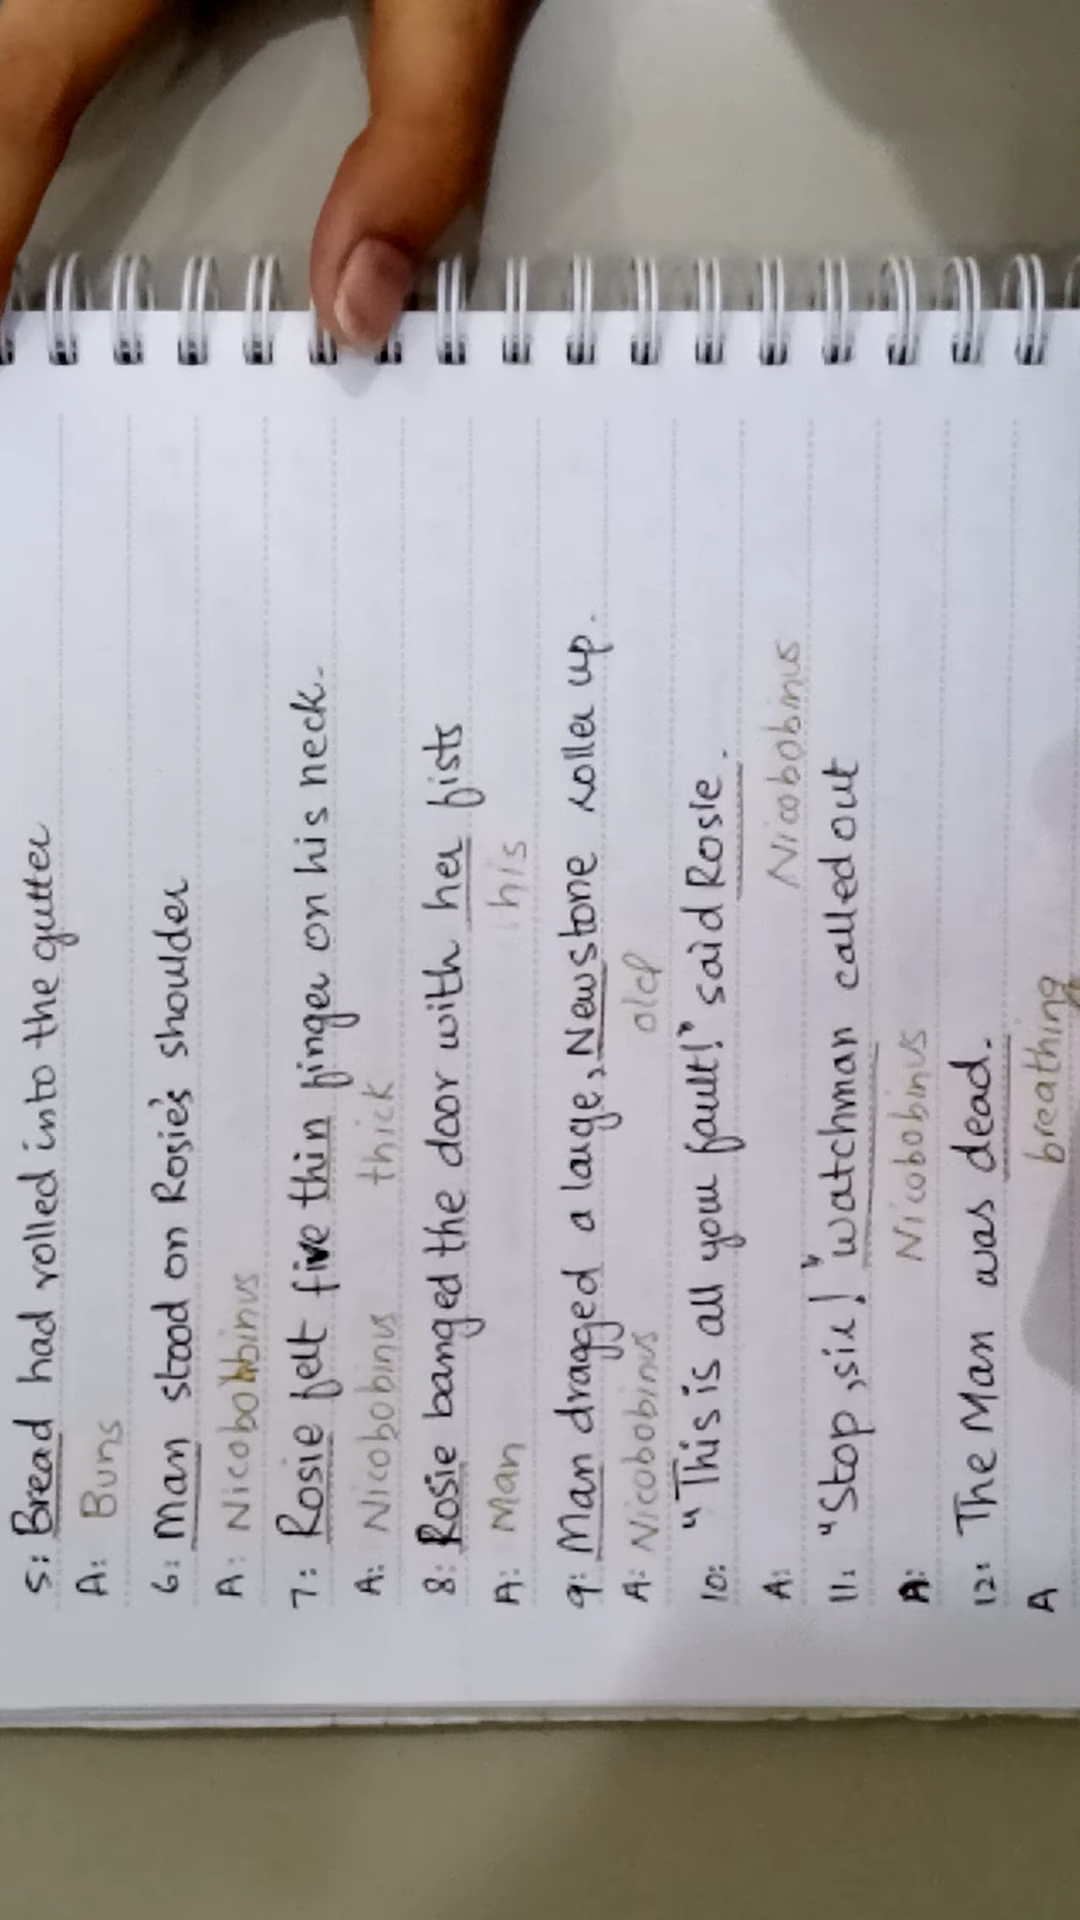 5: Bread had rolled into the gutter
A: Buns
6: Man stood on Rosie's shoulder
A: Nicobobinus
7: Rosie felt five thin finger on his neck.
A: Nicobobinus thick
8: Rosie banged the door with her fists
A: Man his
9: Man dragged a large, New stone roller up.
A: Nicobobinus old
10: "This is all your fault!" said Rosie.
A: Nicobobinus
11: "Stop, sir!" watchman called out
A: Nicobobinus
12: The Man was dead.
A breathing